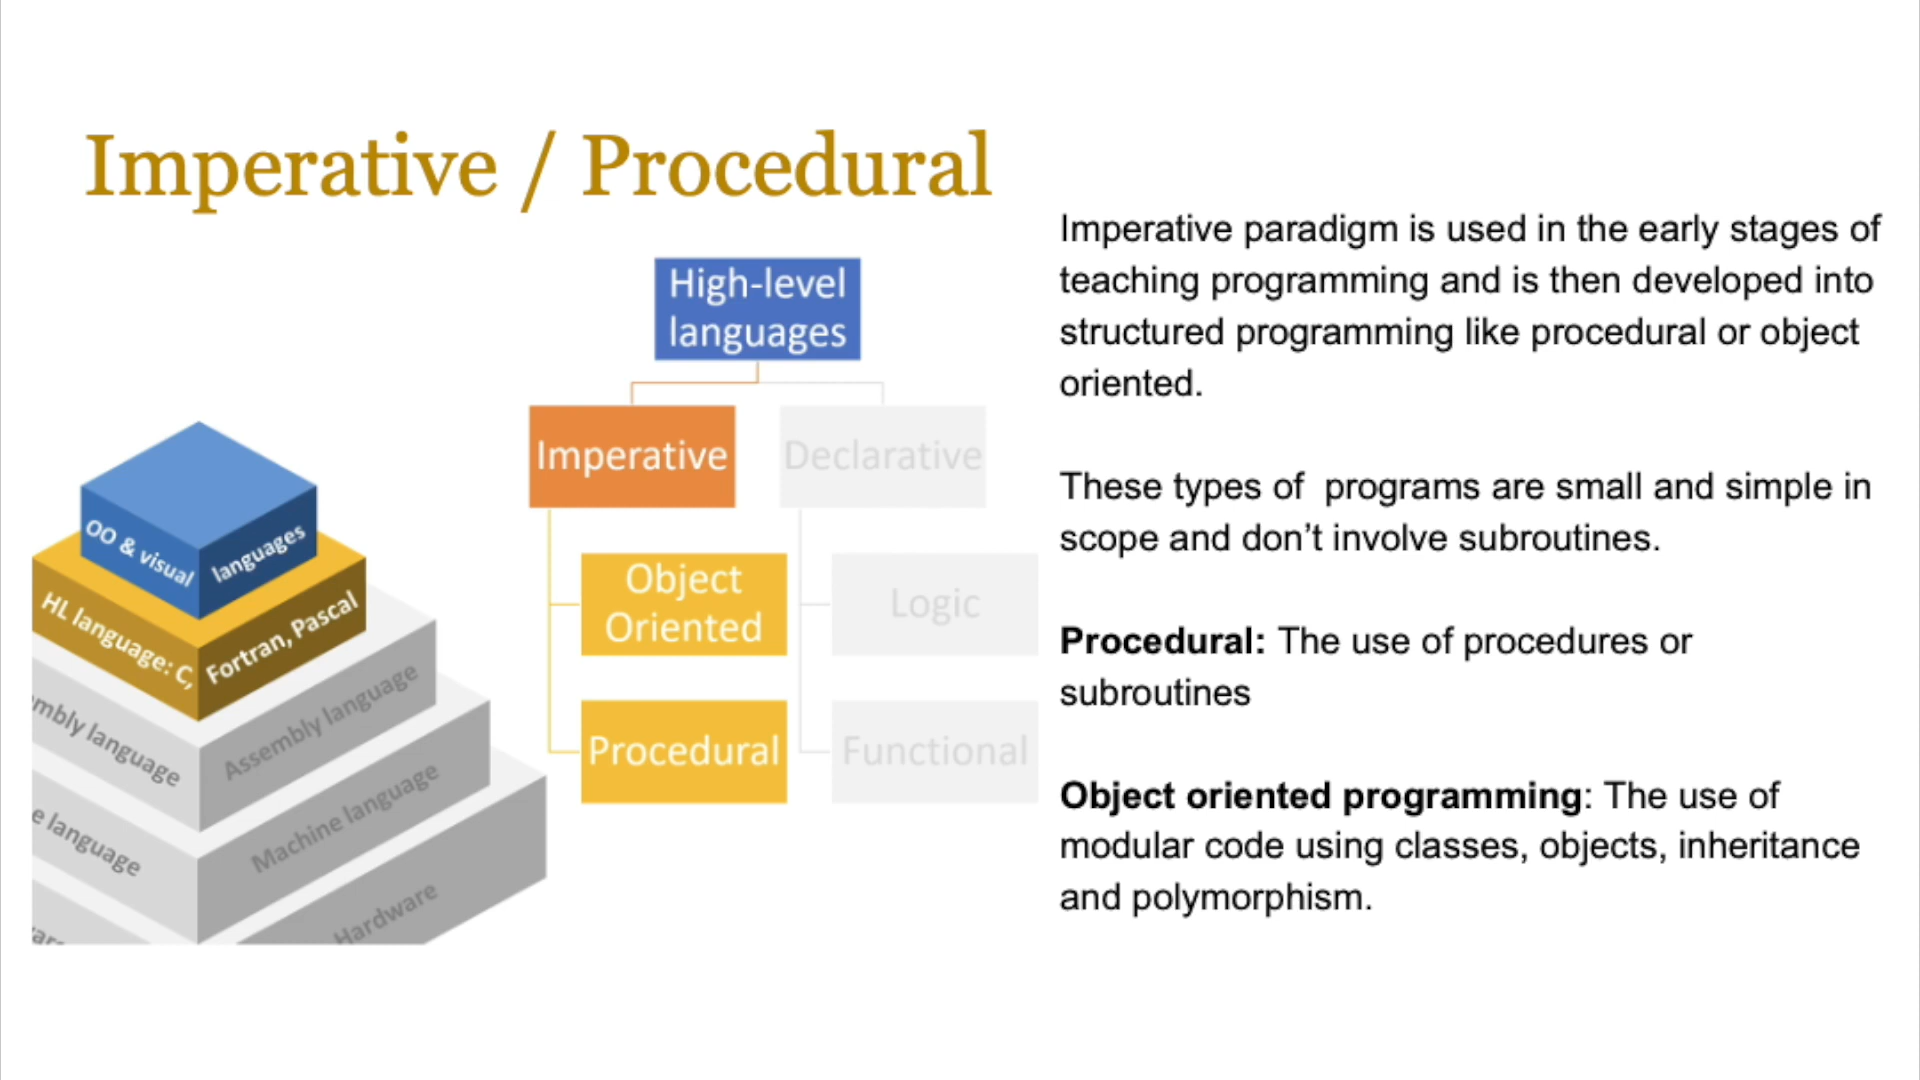 Imperative / Procedural
High-level
languages
Imperative
Declarative
Object
Oriented
Logic
Procedural
Functional
OO & visual
languages
HL language: C,
Fortran, Pascal
language
Assembly language
language
Machine language
Hardware
Imperative paradigm is used in the early stages of
teaching programming and is then developed into
structured programming like procedural or object
oriented.
These types of  programs are small and simple in
scope and don’t involve subroutines.
Procedural: The use of procedures or
subroutines
Object oriented programming: The use of
modular code using classes, objects, inheritance
and polymorphism.